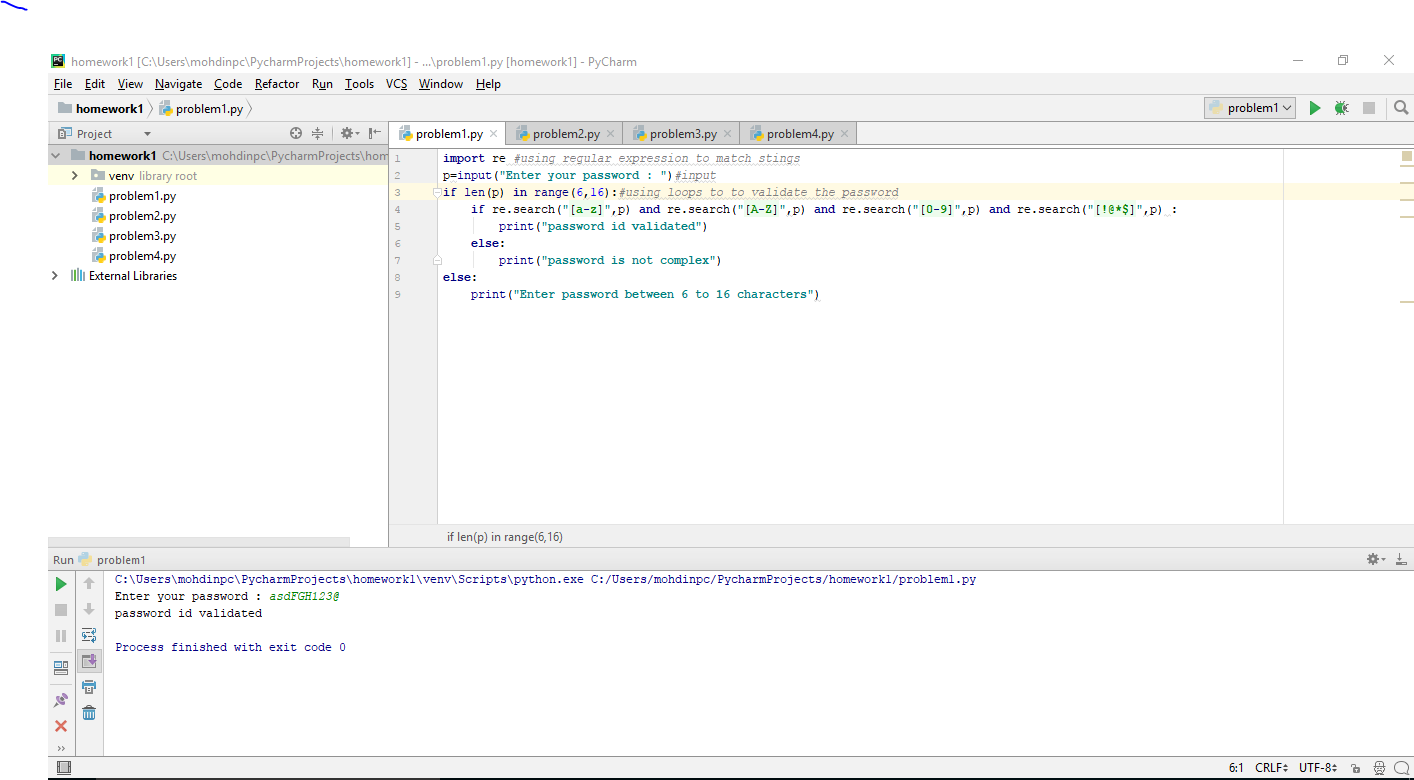 homework1 [C:\Users\mohdinpc\PycharmProjects\homework1] - ...\problem1.py [homework1] - PyCharm
File Edit View Navigate Code Refactor Run Tools VCS Window Help
homework1 problem1.py problem1
Project problem1.py problem2.py problem3.py problem4.py
homework1 C:\Users\mohdinpc\PycharmProjects\hom
venv library root
problem1.py
problem2.py
problem3.py
problem4.py
External Libraries
1 import re #using regular expression to match stings
2 p=input("Enter your password : ")#input
3 if len(p) in range(6,16):#using loops to to validate the password
4 if re.search("[a-z]",p) and re.search("[A-Z]",p) and re.search("[0-9]",p) and re.search("[!@*$]",p) :
5 print("password id validated")
6 else:
7 print("password is not complex")
8 else:
9 print("Enter password between 6 to 16 characters")
if len(p) in range(6,16)
Run problem1
C:\Users\mohdinpc\PycharmProjects\homework1\venv\Scripts\python.exe C:/Users/mohdinpc/PycharmProjects/homework1/problem1.py
Enter your password : asdFGH123@
password id validated
Process finished with exit code 0
6:1 CRLF UTF-8